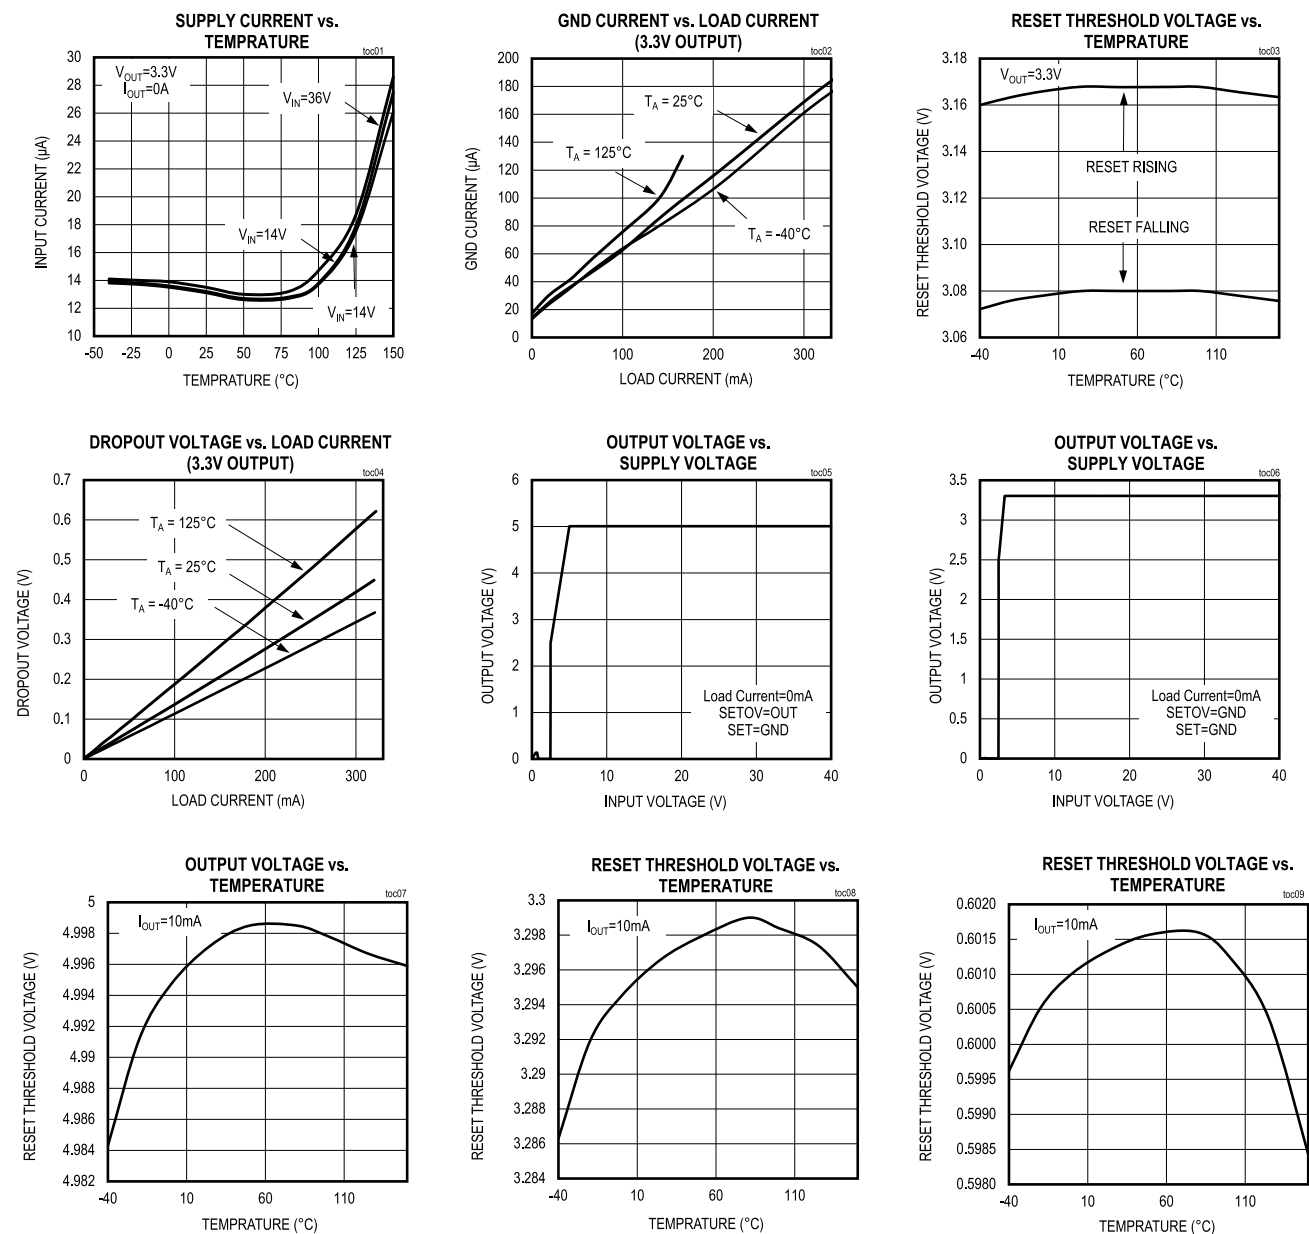 SUPPLY CURRENT vs.
TEMPRATURE
toc01
INPUT CURRENT (µA)
30
28
26
24
22
20
18
16
14
12
10
V_OUT=3.3V
I_OUT=0A
V_IN=36V
V_IN=14V
V_IN=14V
-50 -25 0 25 50 75 100 125 150
TEMPRATURE (°C)
GND CURRENT vs. LOAD CURRENT
(3.3V OUTPUT)
toc02
GND CURRENT (µA)
200
180
160
140
120
100
80
60
40
20
0
T_A = 25°C
T_A = 125°C
T_A = -40°C
0 100 200 300
LOAD CURRENT (mA)
RESET THRESHOLD VOLTAGE vs.
TEMPRATURE
toc03
RESET THRESHOLD VOLTAGE (V)
3.18
3.16
3.14
3.12
3.10
3.08
3.06
V_OUT=3.3V
RESET RISING
RESET FALLING
-40 10 60 110
TEMPRATURE (°C)
DROPOUT VOLTAGE vs. LOAD CURRENT
(3.3V OUTPUT)
toc04
DROPOUT VOLTAGE (V)
0.7
0.6
0.5
0.4
0.3
0.2
0.1
0
T_A = 125°C
T_A = 25°C
T_A = -40°C
0 100 200 300
LOAD CURRENT (mA)
OUTPUT VOLTAGE vs.
SUPPLY VOLTAGE
toc05
OUTPUT VOLTAGE (V)
6
5
4
3
2
1
0
Load Current=0mA
SETOV=OUT
SET=GND
0 10 20 30 40
INPUT VOLTAGE (V)
OUTPUT VOLTAGE vs.
SUPPLY VOLTAGE
toc06
OUTPUT VOLTAGE (V)
3.5
3
2.5
2
1.5
1
0.5
0
Load Current=0mA
SETOV=GND
SET=GND
0 10 20 30 40
INPUT VOLTAGE (V)
OUTPUT VOLTAGE vs.
TEMPERATURE
toc07
RESET THRESHOLD VOLTAGE (V)
5
4.998
4.996
4.994
4.992
4.99
4.988
4.986
4.984
4.982
I_OUT=10mA
-40 10 60 110
TEMPRATURE (°C)
RESET THRESHOLD VOLTAGE vs.
TEMPERATURE
toc08
RESET THRESHOLD VOLTAGE (V)
3.3
3.298
3.296
3.294
3.292
3.29
3.288
3.286
3.284
I_OUT=10mA
-40 10 60 110
TEMPRATURE (°C)
RESET THRESHOLD VOLTAGE vs.
TEMPERATURE
toc09
RESET THRESHOLD VOLTAGE (V)
0.6020
0.6015
0.6010
0.6005
0.6000
0.5995
0.5990
0.5985
0.5980
I_OUT=10mA
-40 10 60 110
TEMPRATURE (°C)